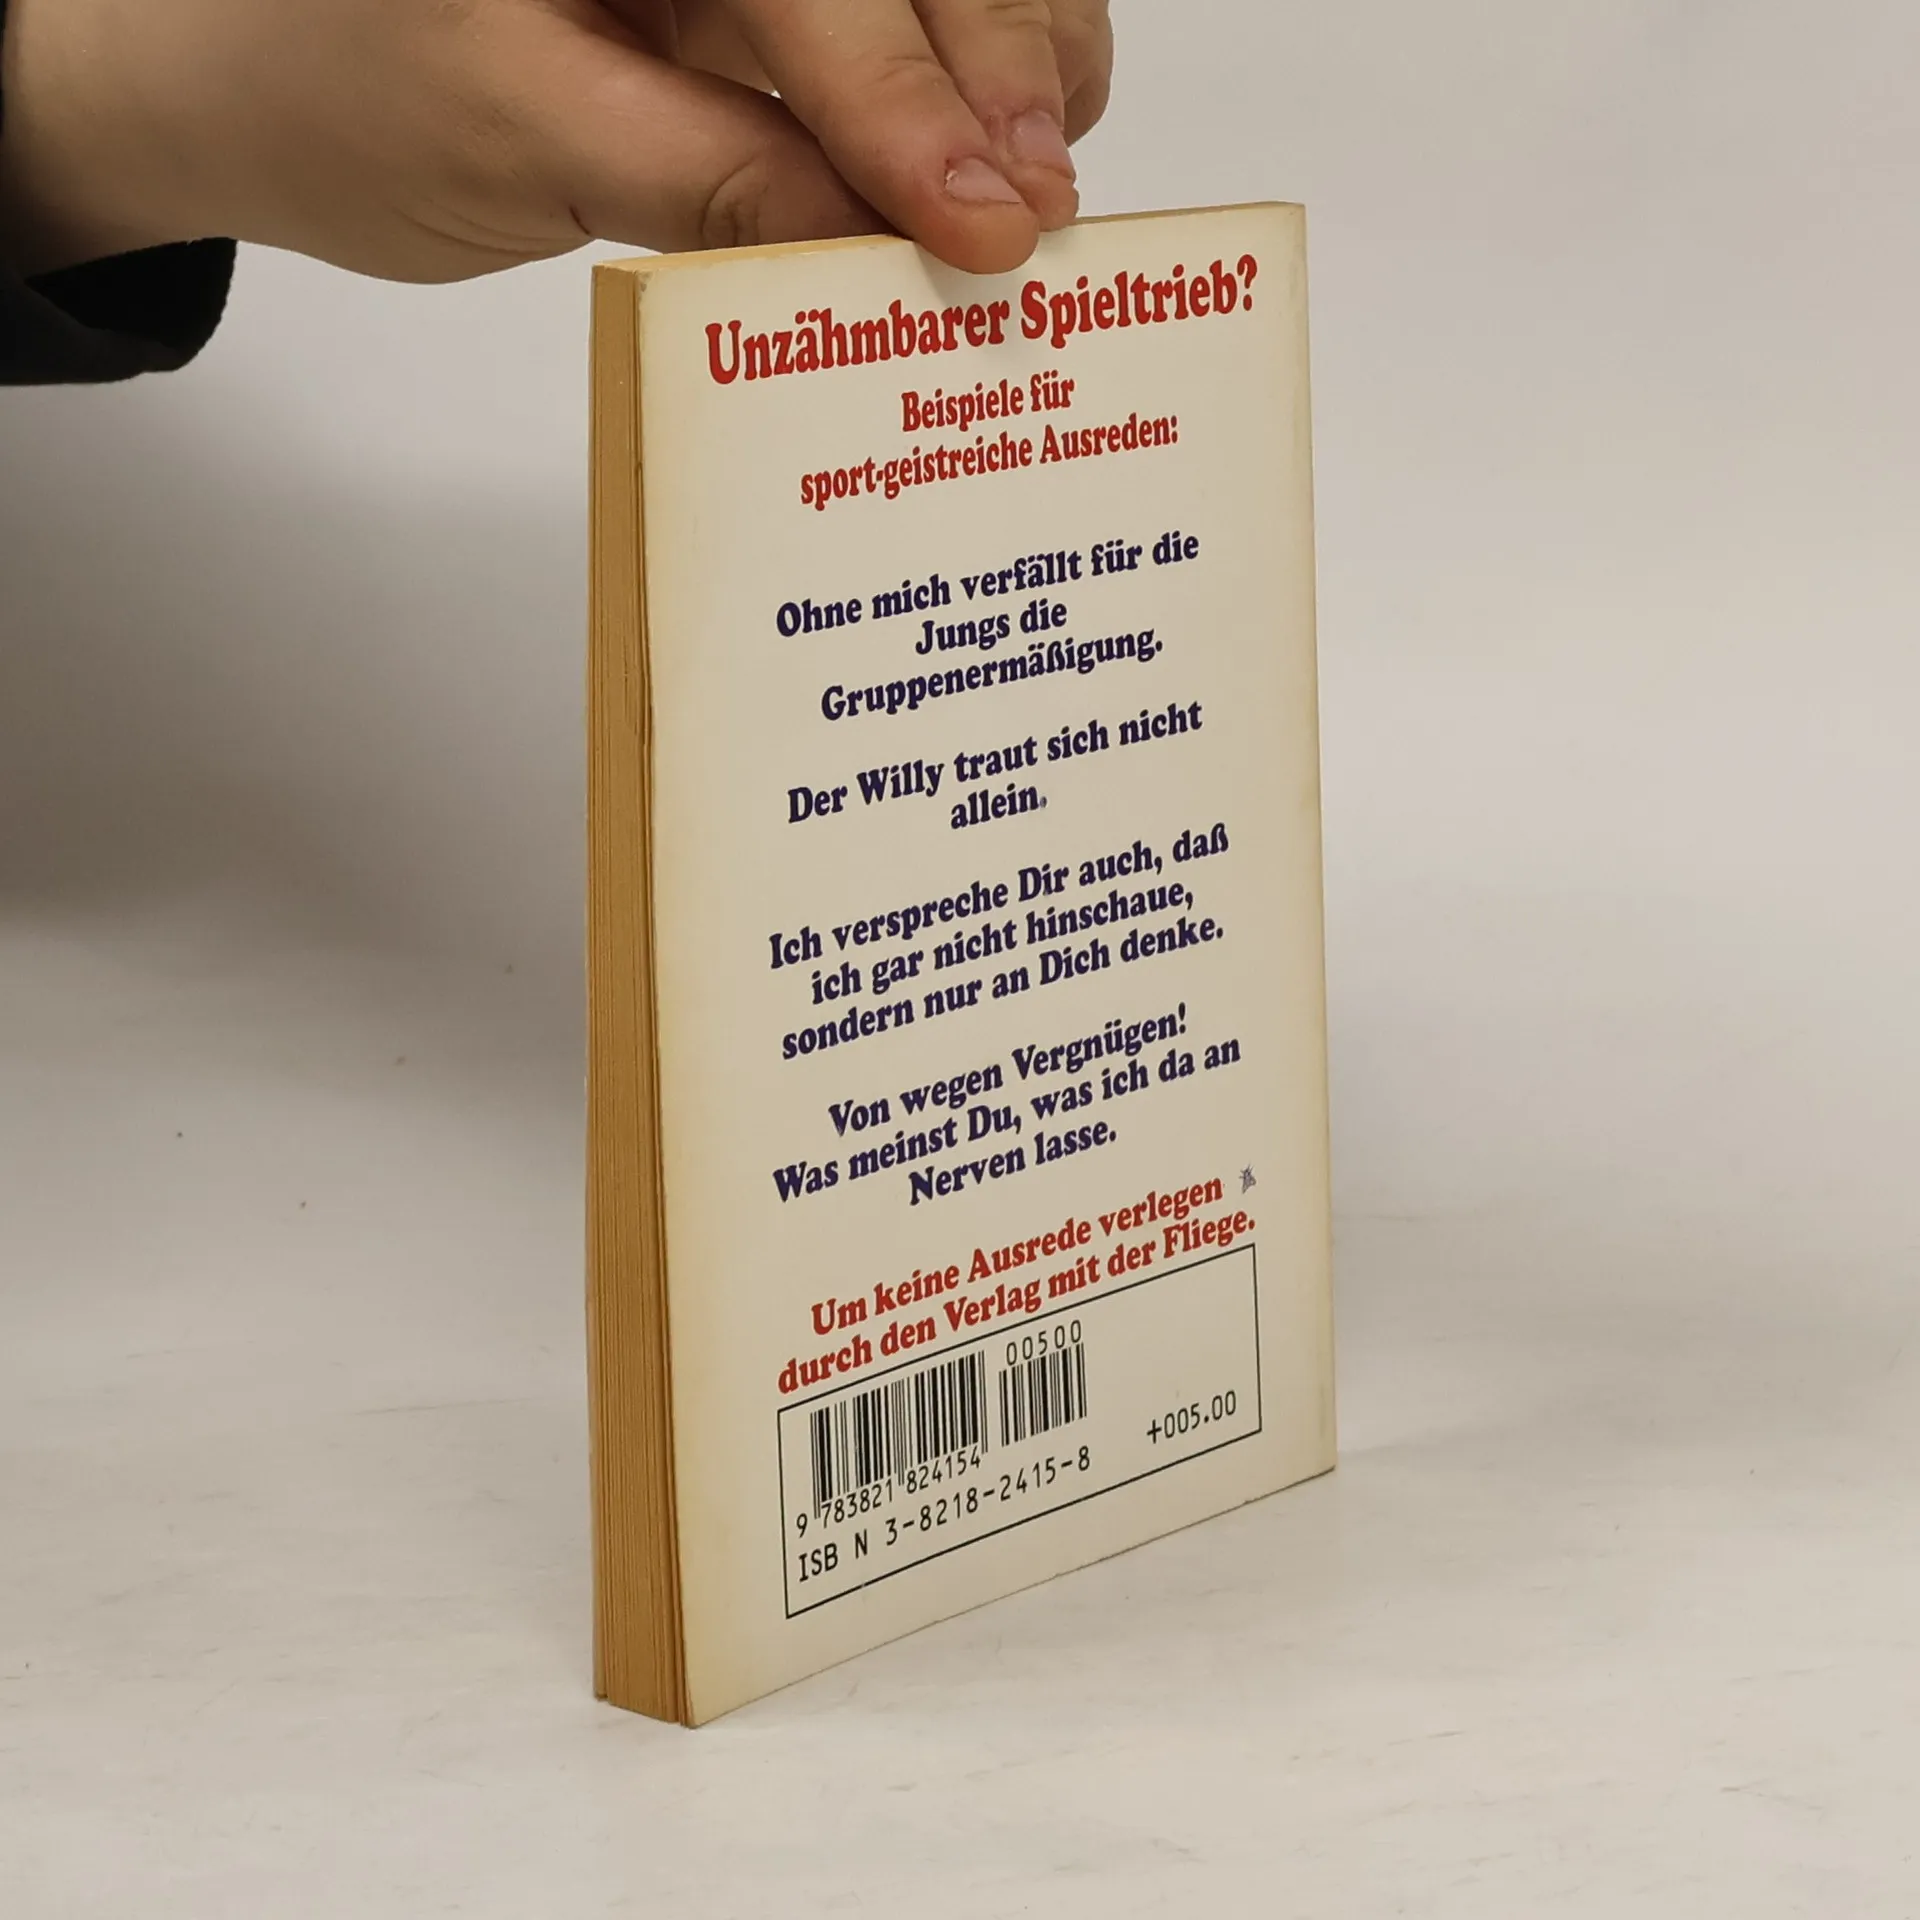 Unzähmbarer Spieltrieb?
Beispiele für
sport-geistreiche Ausreden:
Ohne mich verfällt für die
Jungs die
Gruppenermäßigung.
Der Willy traut sich nicht
allein.
Ich verspreche Dir auch, daß
ich gar nicht hinschaue,
sondern nur an Dich denke.
Von wegen Vergnügen!
Was meinst Du, was ich da an
Nerven lasse.
Um keine Ausrede verlegen
durch den Verlag mit der Fliege.
00500
9 783821 824154
+005.00
ISB N 3-8218-2415-8